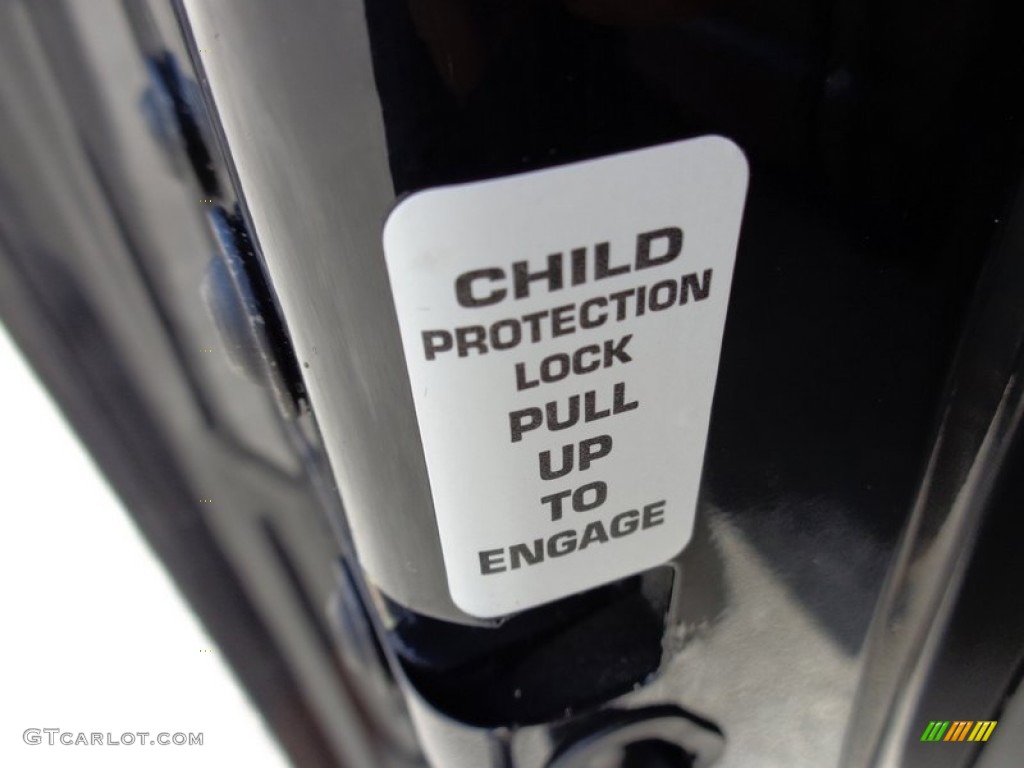 CHILD
PROTECTION
LOCK
PULL
UP
TO
ENGAGE
GTCARLOT.COM